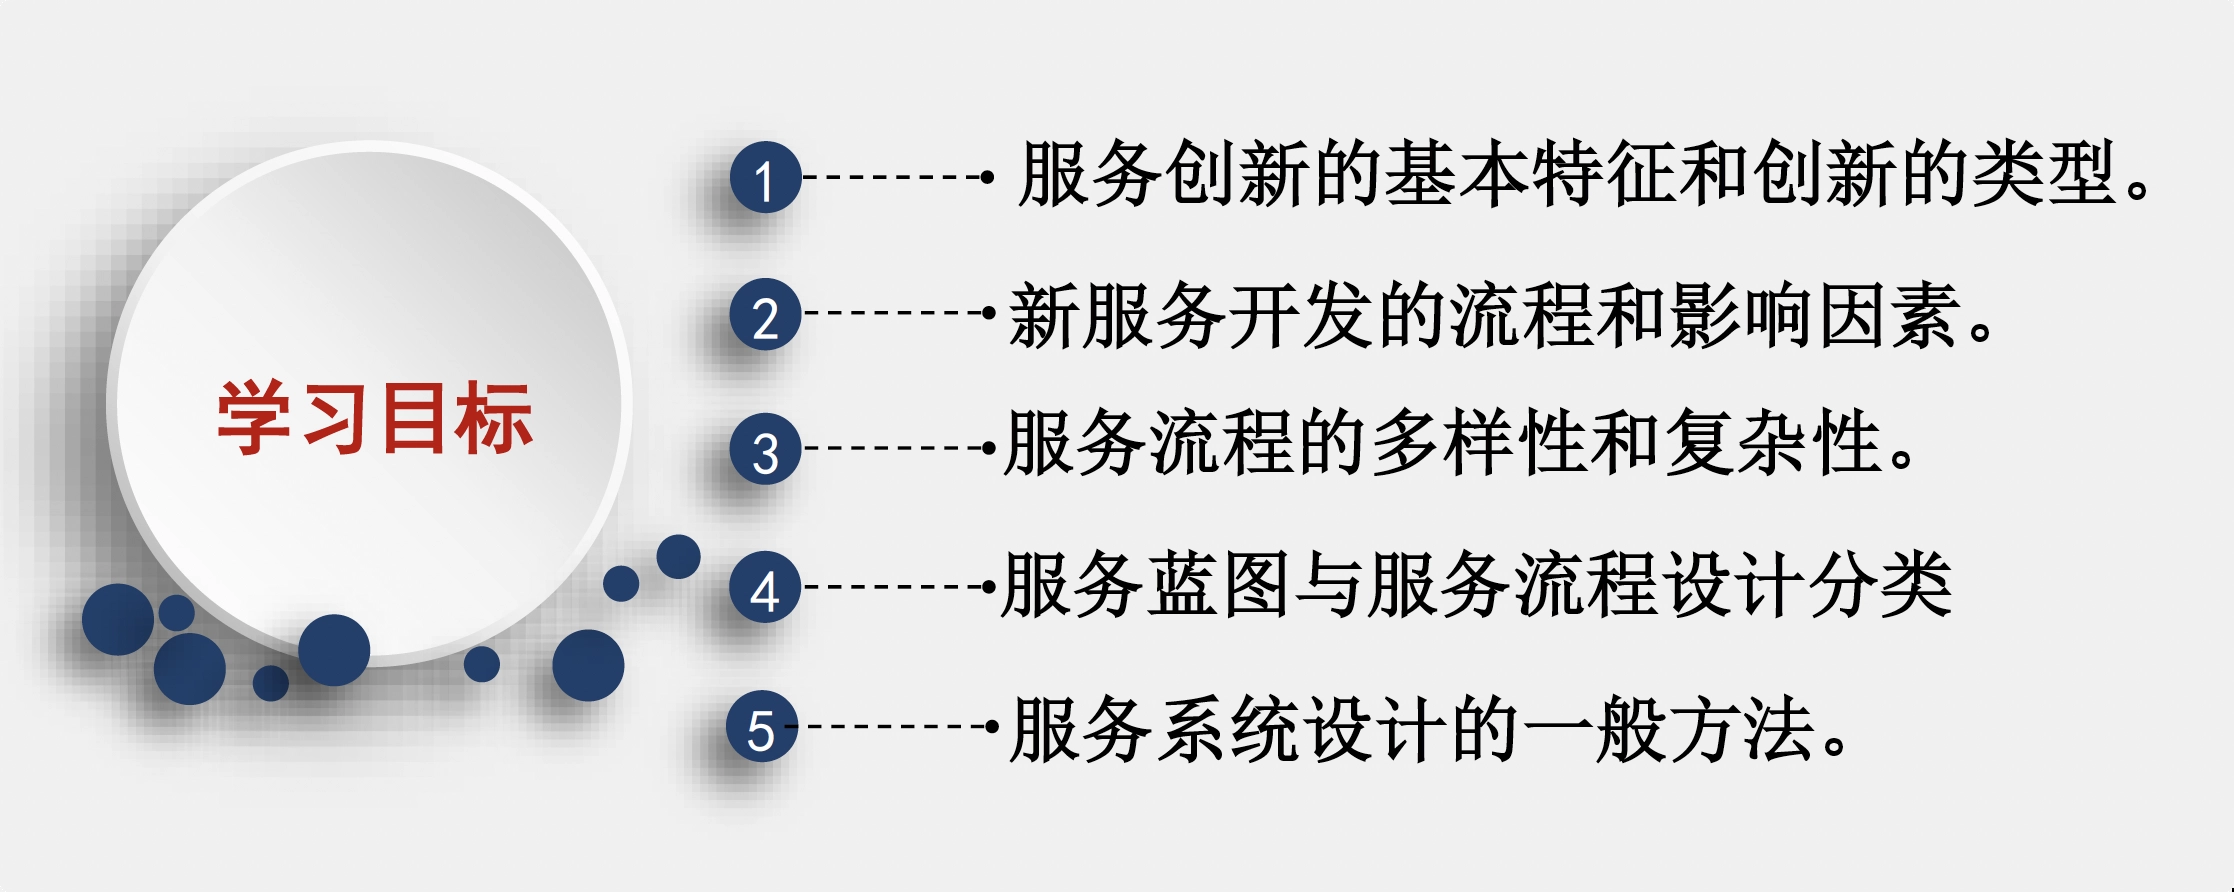 学习目标
1 服务创新的基本特征和创新的类型。
2 新服务开发的流程和影响因素。
3 服务流程的多样性和复杂性。
4 服务蓝图与服务流程设计分类
5 服务系统设计的一般方法。